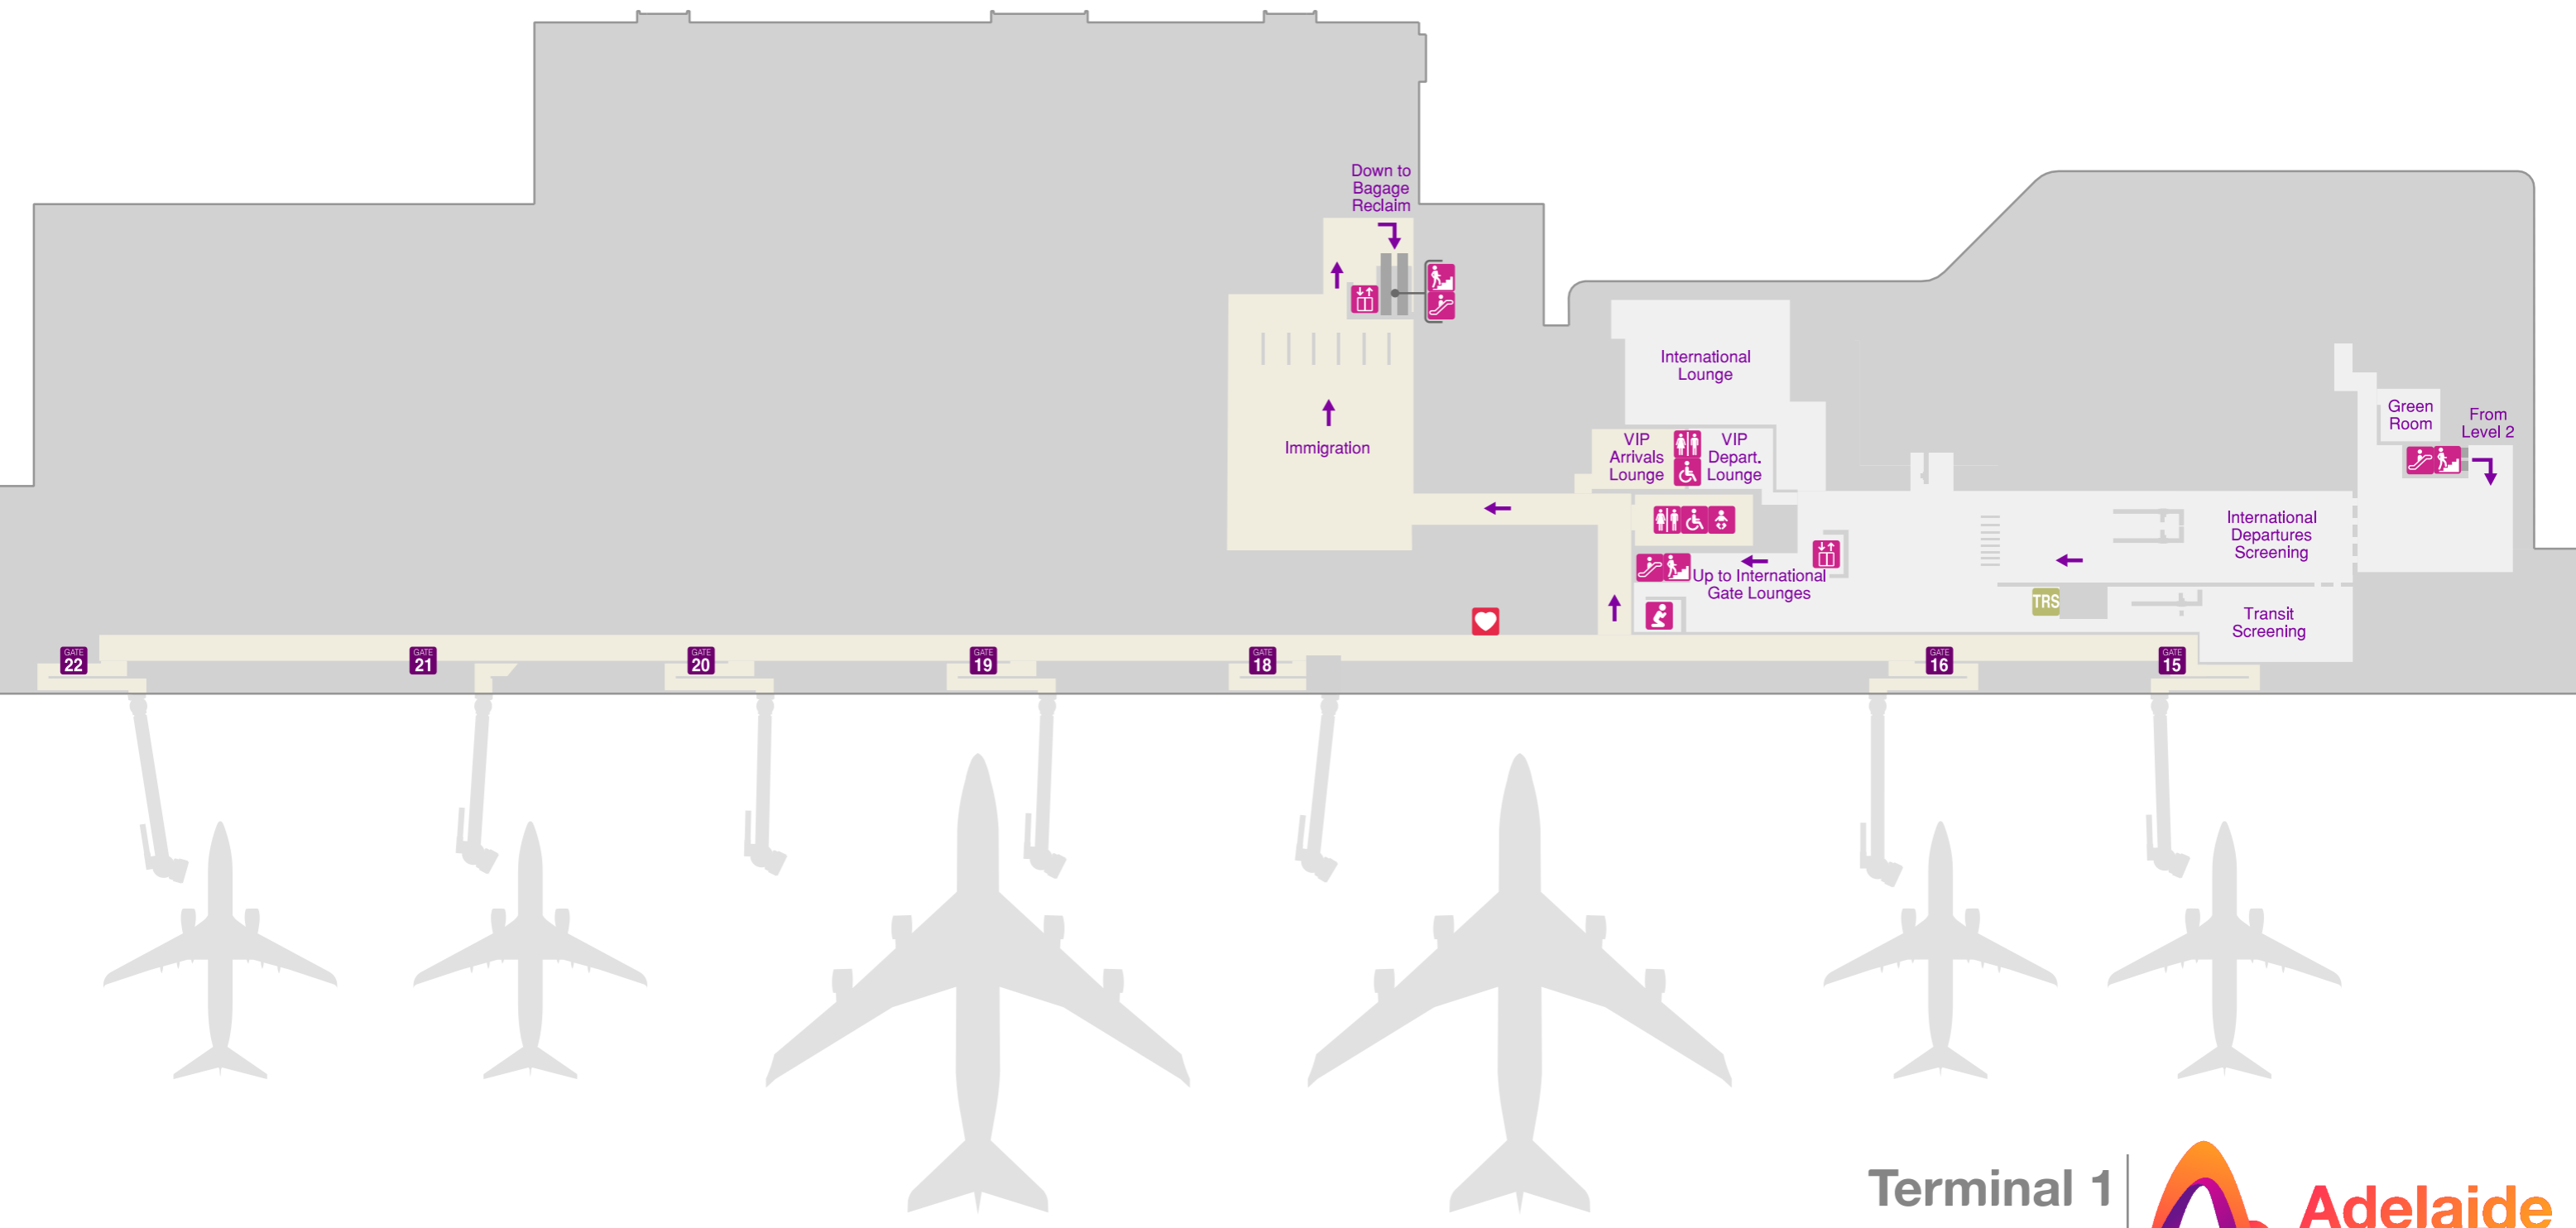 Down to
Bagage
Reclaim
International
Lounge
Green
Room
From
Level 2
VIP
Arrivals
Lounge
VIP
Depart.
Lounge
Immigration
International
Departures
Screening
Up to International
Gate Lounges
TRS
Transit
Screening
GATE
22
GATE
21
GATE
20
GATE
19
GATE
18
GATE
16
GATE
15
Terminal 1
Adelaide